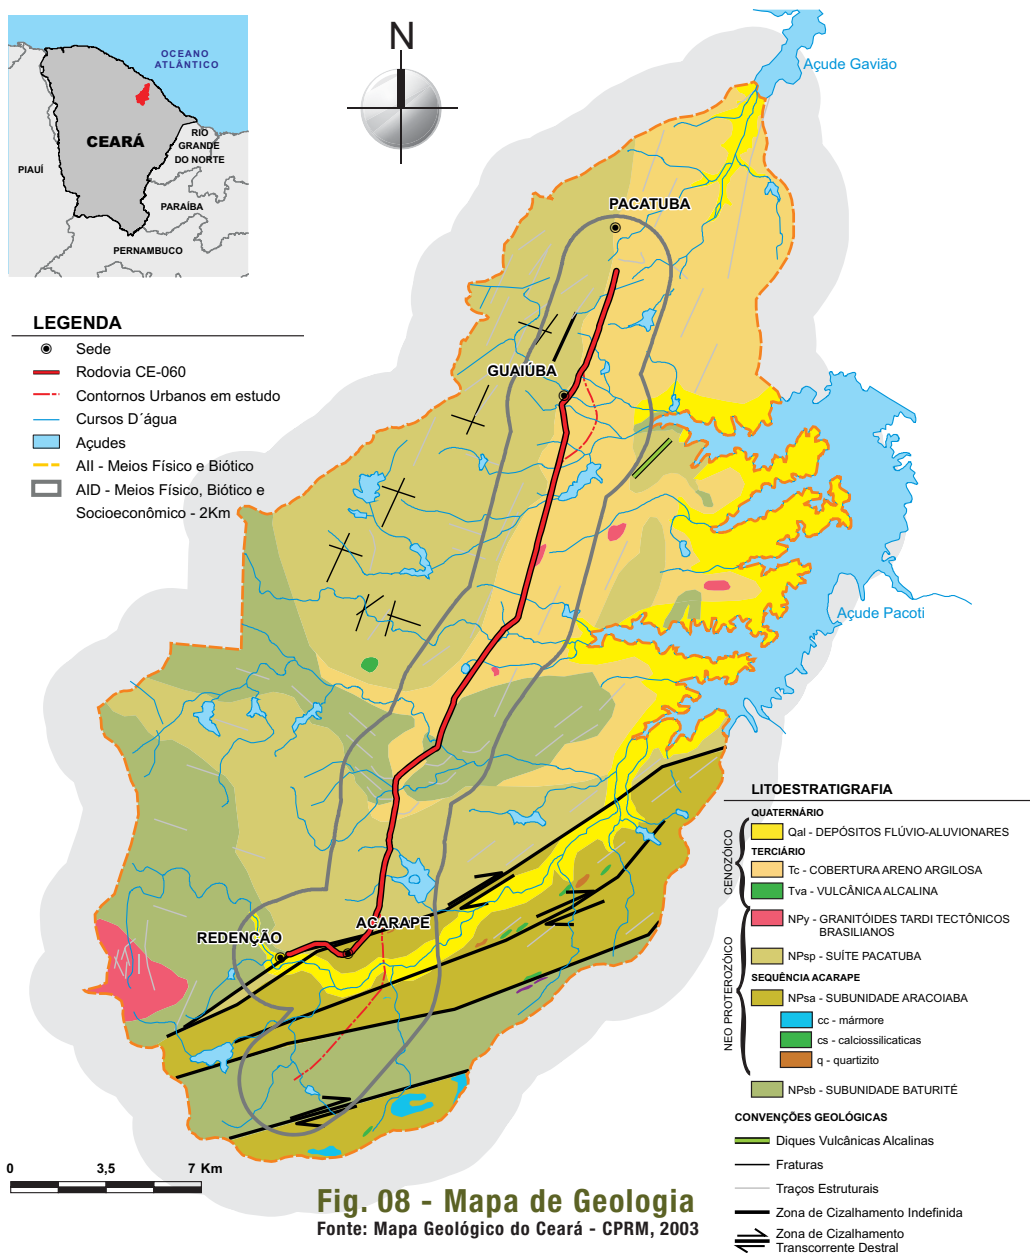 OCEANO
ATLÂNTICO
CEARÁ
RIO
GRANDE
DO NORTE
PIAUÍ
PARAÍBA
PERNAMBUCO
N
Açude Gavião
PACATUBA
GUAIÚBA
Açude Pacoti
REDENÇÃO
ACARAPE
LEGENDA
Sede
Rodovia CE-060
Contornos Urbanos em estudo
Cursos D´água
Açudes
AII - Meios Físico e Biótico
AID - Meios Físico, Biótico e
Socioeconômico - 2Km
LITOESTRATIGRAFIA
QUATERNÁRIO
Qal - DEPÓSITOS FLÚVIO-ALUVIONARES
TERCIÁRIO
Tc - COBERTURA ARENO ARGILOSA
Tva - VULCÂNICA ALCALINA
CENOZÓICO
NPy - GRANITÓIDES TARDI TECTÔNICOS
BRASILIANOS
NPsp - SUÍTE PACATUBA
SEQUÊNCIA ACARAPE
NPsa - SUBUNIDADE ARACOIABA
cc - mármore
cs - calciossilicaticas
q - quartizito
NPsb - SUBUNIDADE BATURITÉ
NEO PROTEROZÓICO
CONVENÇÕES GEOLÓGICAS
Diques Vulcânicas Alcalinas
Fraturas
Traços Estruturais
Zona de Cizalhamento Indefinida
Zona de Cizalhamento
Transcorrente Destral
0 3,5 7 Km
Fig. 08 - Mapa de Geologia
Fonte: Mapa Geológico do Ceará - CPRM, 2003